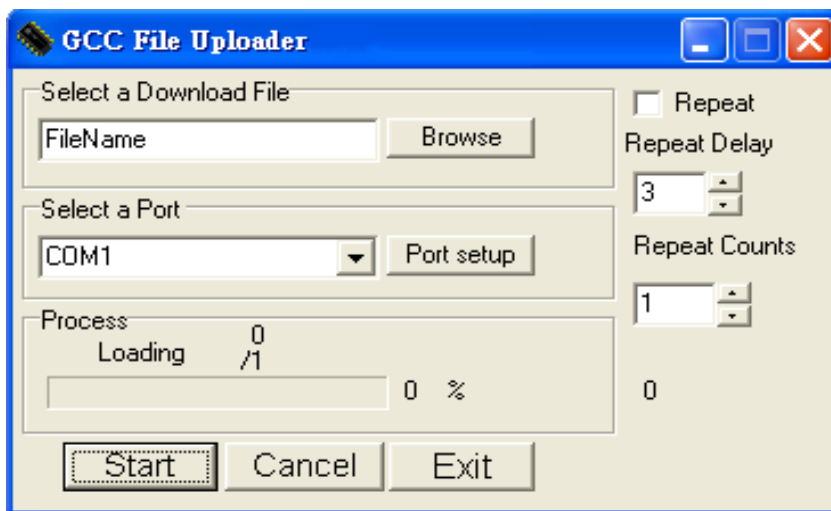 GCC File Uploader
Select a Download File
FileName
Browse
Select a Port
COM1
Port setup
Process
Loading
0
/1
0 %
Start
Cancel
Exit
Repeat
Repeat Delay
3
Repeat Counts
1
0